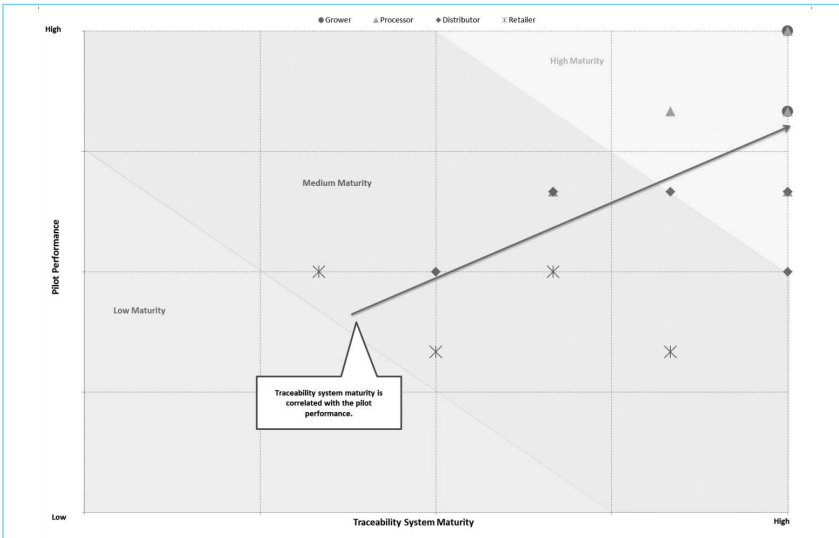 Grower Processor Distributor Retailer
High
High Maturity
Medium Maturity
Pilot Performance
Low Maturity
Traceability system maturity is
correlated with the pilot
performance.
Low
Traceability System Maturity
High